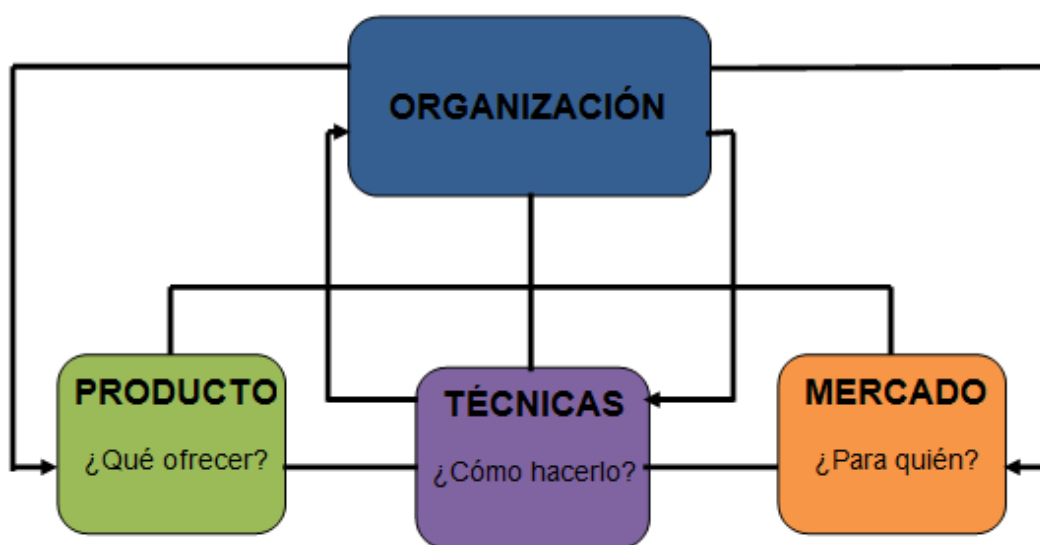 ORGANIZACIÓN
PRODUCTO
¿Qué ofrecer?
TÉCNICAS
¿Cómo hacerlo?
MERCADO
¿Para quién?